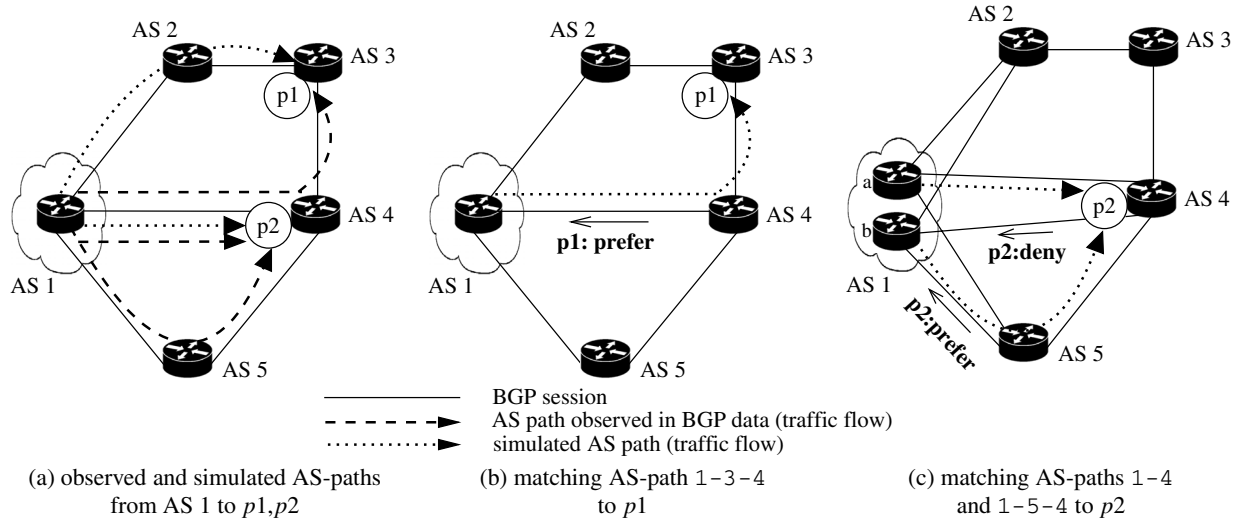 AS 2
AS 3
p1
AS 4
p2
AS 1
AS 5
AS 2
AS 3
p1
AS 4
p1: prefer
AS 1
AS 5
AS 2
AS 3
a
p2
AS 4
b
p2:deny
AS 1
p2:prefer
AS 5
BGP session
AS path observed in BGP data (traffic flow)
simulated AS path (traffic flow)
(a) observed and simulated AS-paths
from AS 1 to p1,p2
(b) matching AS-path 1-3-4
to p1
(c) matching AS-paths 1-4
and 1-5-4 to p2